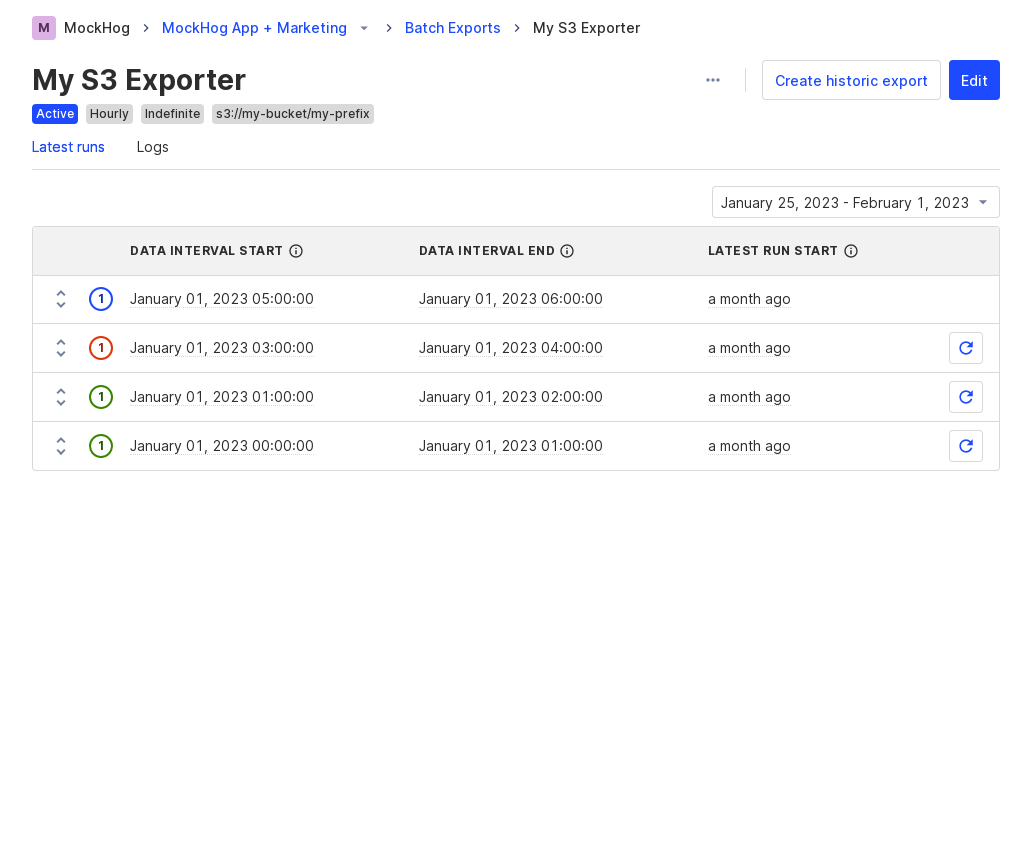 M MockHog MockHog App + Marketing Batch Exports My S3 Exporter
My S3 Exporter
Create historic export Edit
Active Hourly Indefinite s3://my-bucket/my-prefix
Latest runs Logs
January 25, 2023 - February 1, 2023
DATA INTERVAL START DATA INTERVAL END LATEST RUN START
1 January 01, 2023 05:00:00 January 01, 2023 06:00:00 a month ago
1 January 01, 2023 03:00:00 January 01, 2023 04:00:00 a month ago
1 January 01, 2023 01:00:00 January 01, 2023 02:00:00 a month ago
1 January 01, 2023 00:00:00 January 01, 2023 01:00:00 a month ago